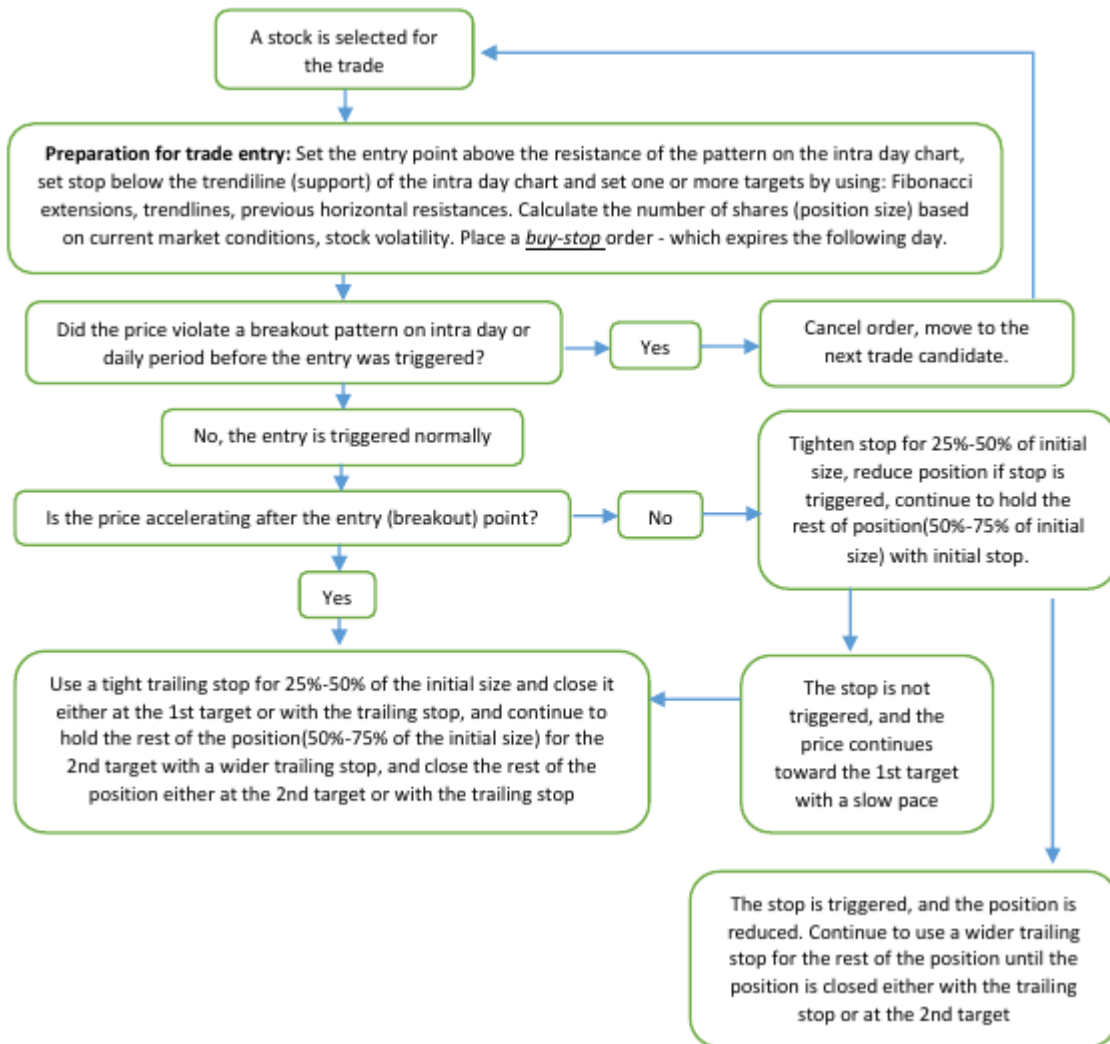 A stock is selected for
the trade
Preparation for trade entry: Set the entry point above the resistance of the pattern on the intra day chart,
set stop below the trendiline (support) of the intra day chart and set one or more targets by using: Fibonacci
extensions, trendlines, previous horizontal resistances. Calculate the number of shares (position size) based
on current market conditions, stock volatility. Place a buy-stop order - which expires the following day.
Did the price violate a breakout pattern on intra day or
daily period before the entry was triggered?
Yes
Cancel order, move to the
next trade candidate.
No, the entry is triggered normally
Is the price accelerating after the entry (breakout) point?
No
Tighten stop for 25%-50% of initial
size, reduce position if stop is
triggered, continue to hold the
rest of position(50%-75% of initial
size) with initial stop.
Yes
Use a tight trailing stop for 25%-50% of the initial size and close it
either at the 1st target or with the trailing stop, and continue to
hold the rest of the position(50%-75% of the initial size) for the
2nd target with a wider trailing stop, and close the rest of the
position either at the 2nd target or with the trailing stop
The stop is not
triggered, and the
price continues
toward the 1st target
with a slow pace
The stop is triggered, and the position is
reduced. Continue to use a wider trailing
stop for the rest of the position until the
position is closed either with the trailing
stop or at the 2nd target